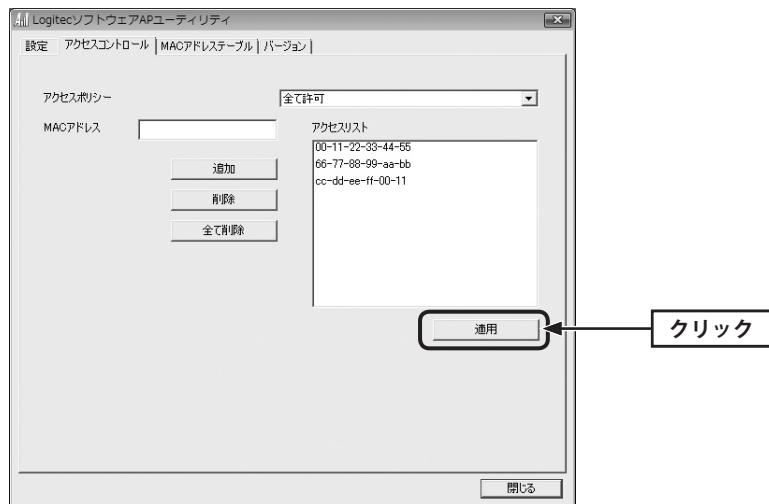 LogitecソフトウェアAPユーティリティ
設定 アクセスコントロール MACアドレステーブル バージョン
アクセスポリシー 全て許可
MACアドレス アクセスリスト
00-11-22-33-44-55
追加 66-77-88-99-aa-bb
cc-dd-ee-ff-00-11
削除
全て削除
適用 クリック
閉じる